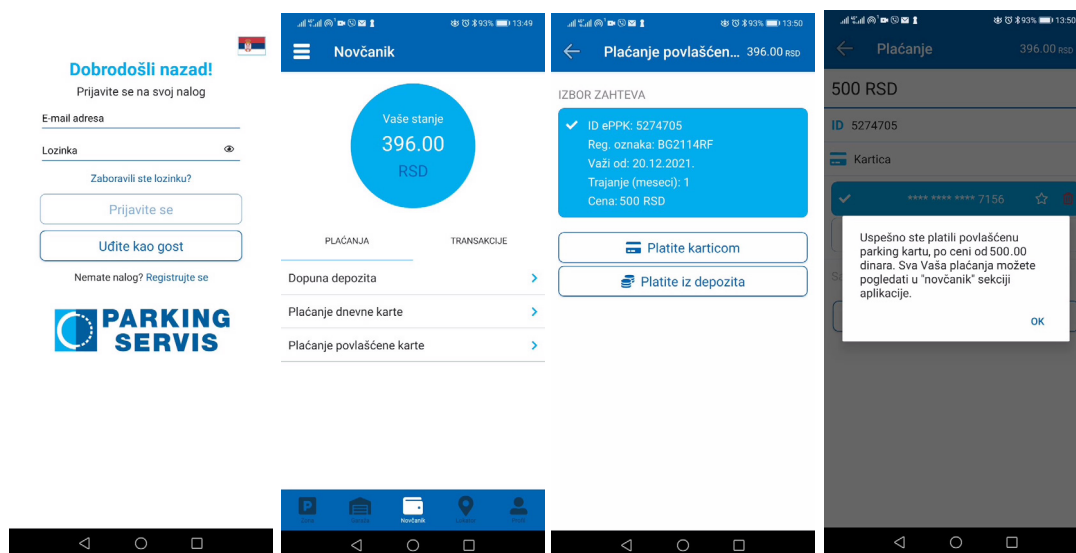 Dobrodošli nazad!
Prijavite se na svoj nalog
E-mail adresa
Lozinka
Zaboravili ste lozinku?
Prijavite se
Uđite kao gost
Nemate nalog? Registrujte se
PARKING
SERVIS
93% 13:49
Novčanik
Vaše stanje
396.00
RSD
PLAĆANJA TRANSAKCIJE
Dopuna depozita
Plaćanje dnevne karte
Plaćanje povlašćene karte
Novčanik
93% 13:50
Plaćanje povlašćen... 396.00 RSD
IZBOR ZAHTEVA
ID ePPK: 5274705
Reg. oznaka: BG2114RF
Važi od: 20.12.2021.
Trajanje (meseci): 1
Cena: 500 RSD
Platite karticom
Platite iz depozita
93% 13:50
Plaćanje 396.00 RSD
500 RSD
ID 5274705
Kartica
**** **** **** 7156
Uspešno ste platili povlašćenu
parking kartu, po ceni od 500.00
dinara. Sva Vaša plaćanja možete
pogledati u "novčanik" sekciji
aplikacije.
OK